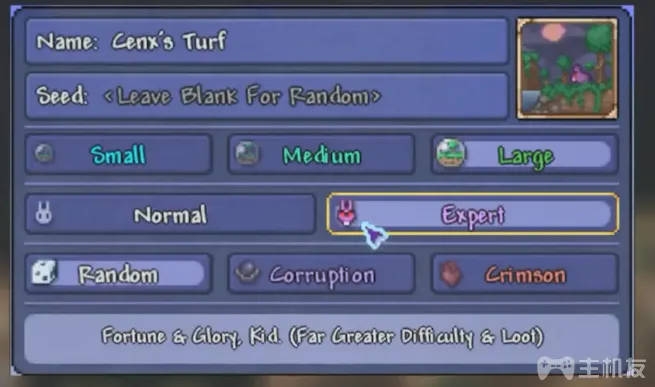 Name: Cenx's Turf
Seed: <Leave Blank For Random>
Small Medium Large
Normal Expert
Random Corruption Crimson
Fortune & Glory, Kid. (Far Greater Difficulty & Loot)
主机友